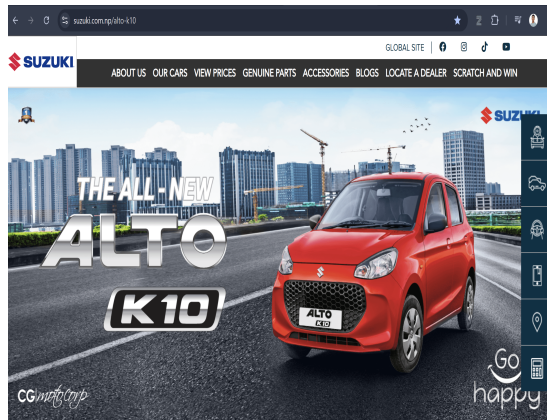 suzuki.com.np/alto-k10
GLOBAL SITE
SUZUKI
ABOUT US OUR CARS VIEW PRICES GENUINE PARTS ACCESSORIES BLOGS LOCATE A DEALER SCRATCH AND WIN
SUZUKI
THE ALL-NEW
ALTO
K10
ALTO
K10
CG motocorp
Go
happy